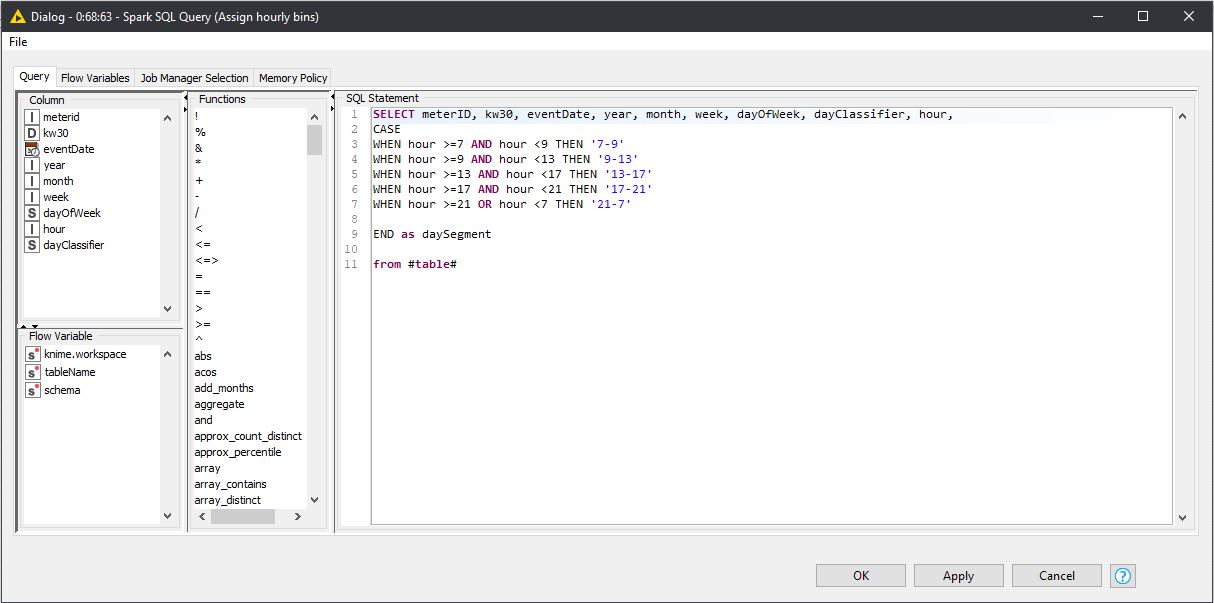 Dialog - 0:68:63 - Spark SQL Query (Assign hourly bins)
File
Query Flow Variables Job Manager Selection Memory Policy
Column
I meterid
D kw30
eventDate
I year
I month
I week
S dayOfWeek
I hour
S dayClassifier
Flow Variable
s knime.workspace
s tableName
s schema
Functions
!
%
&
*
+
-
/
<
<=
<=>
=
==
>
>=
^
abs
acos
add_months
aggregate
and
approx_count_distinct
approx_percentile
array
array_contains
array_distinct
SQL Statement
1 SELECT meterID, kw30, eventDate, year, month, week, dayOfWeek, dayClassifier, hour,
2 CASE
3 WHEN hour >=7 AND hour <9 THEN '7-9'
4 WHEN hour >=9 AND hour <13 THEN '9-13'
5 WHEN hour >=13 AND hour <17 THEN '13-17'
6 WHEN hour >=17 AND hour <21 THEN '17-21'
7 WHEN hour >=21 OR hour <7 THEN '21-7'
8
9 END as daySegment
10
11 from #table#
OK Apply Cancel ?